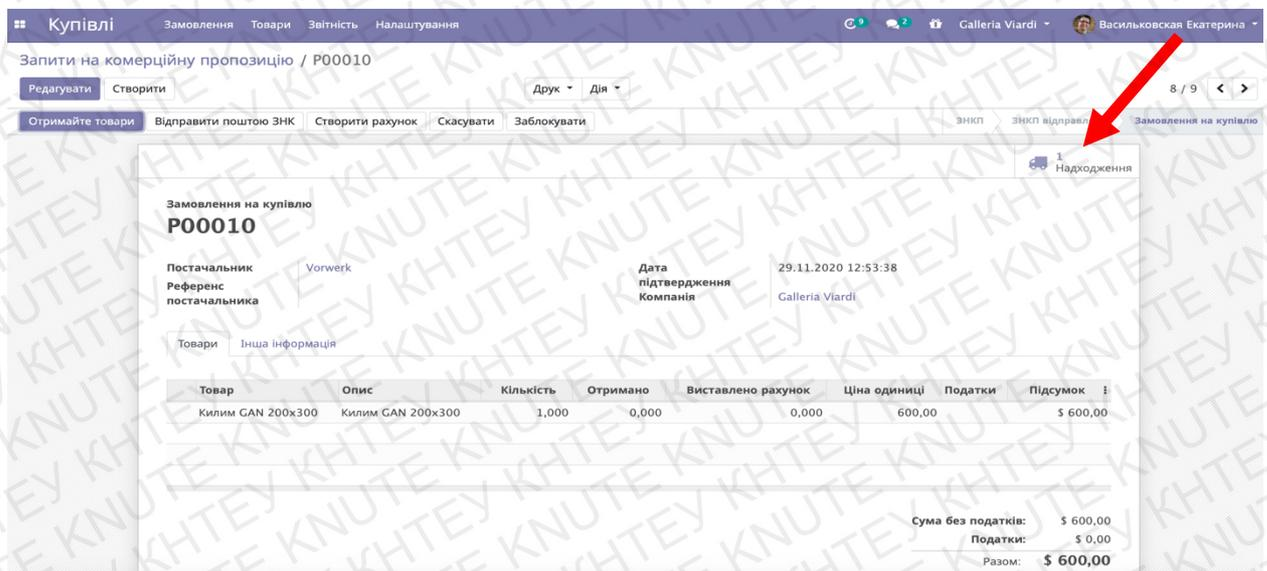 Купівлі Замовлення Товари Звітність Налаштування 9 2 Galleria Viardi Васильковская Екатерина
Запити на комерційну пропозицію / P00010
Редагувати Створити Друк Дія 8 / 9
Отримайте товари Відправити поштою ЗНК Створити рахунок Скасувати Заблокувати ЗНКП ЗНКП Замовлення на купівлю
1
Надходження
Замовлення на купівлю
P00010
Постачальник Vorwerk Дата підтвердження 29.11.2020 12:53:38
Референс постачальника Компанія Galleria Viardi
Товари Інша інформація
Товар Опис Кількість Отримано Виставлено рахунок Ціна одиниці Податки Підсумок
Килим GAN 200x300 Килим GAN 200x300 1,000 0,000 0,000 600,00 $ 600,00
Сума без податків: $ 600,00
Податки: $ 0,00
Разом: $ 600,00